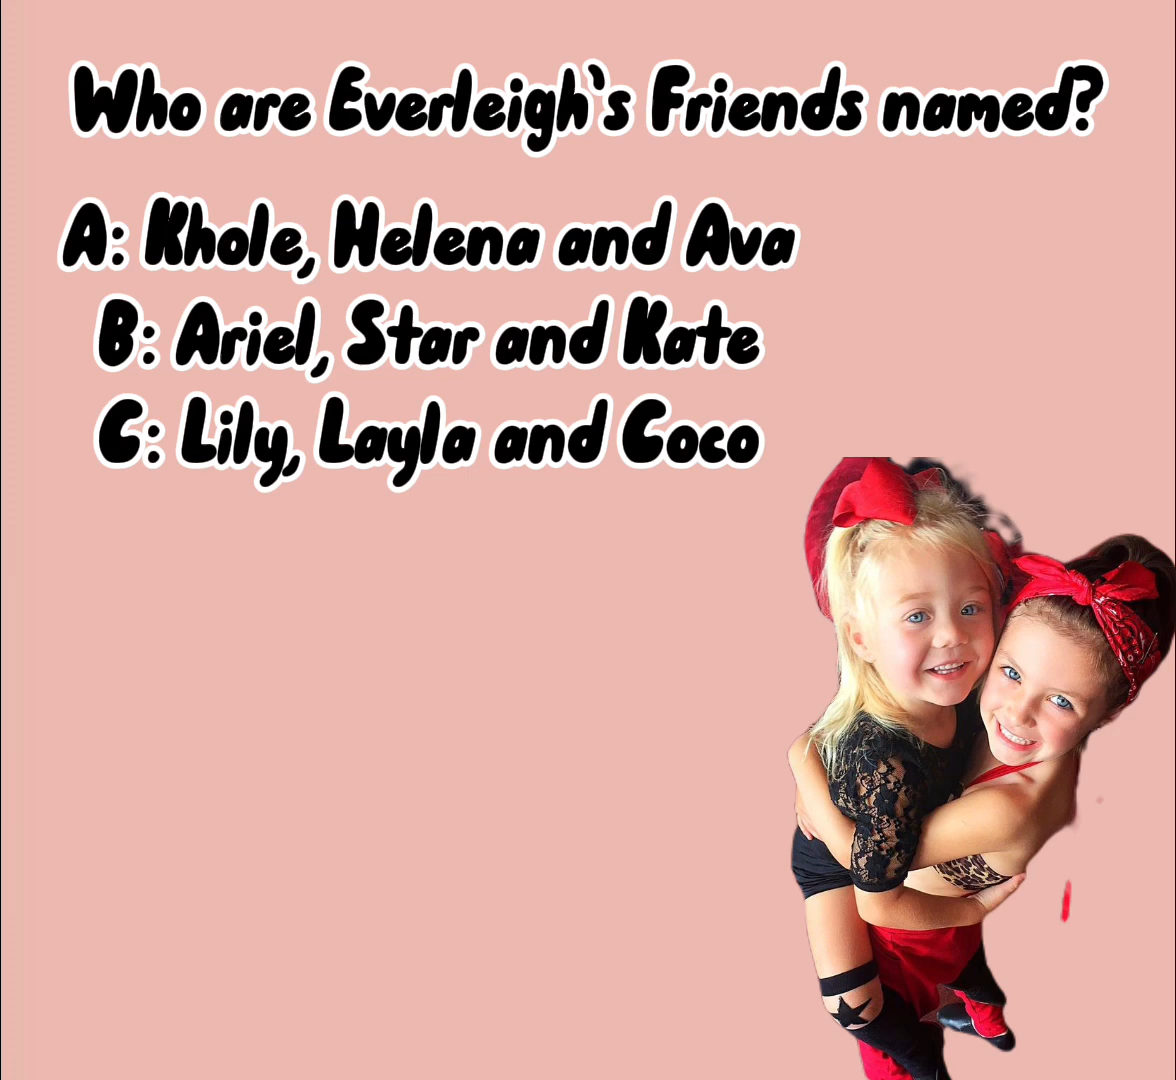 Who are Everleigh`s Friends named?
A: Khole, Helena and Ava
B: Ariel, Star and Kate
C: Lily, Layla and Coco